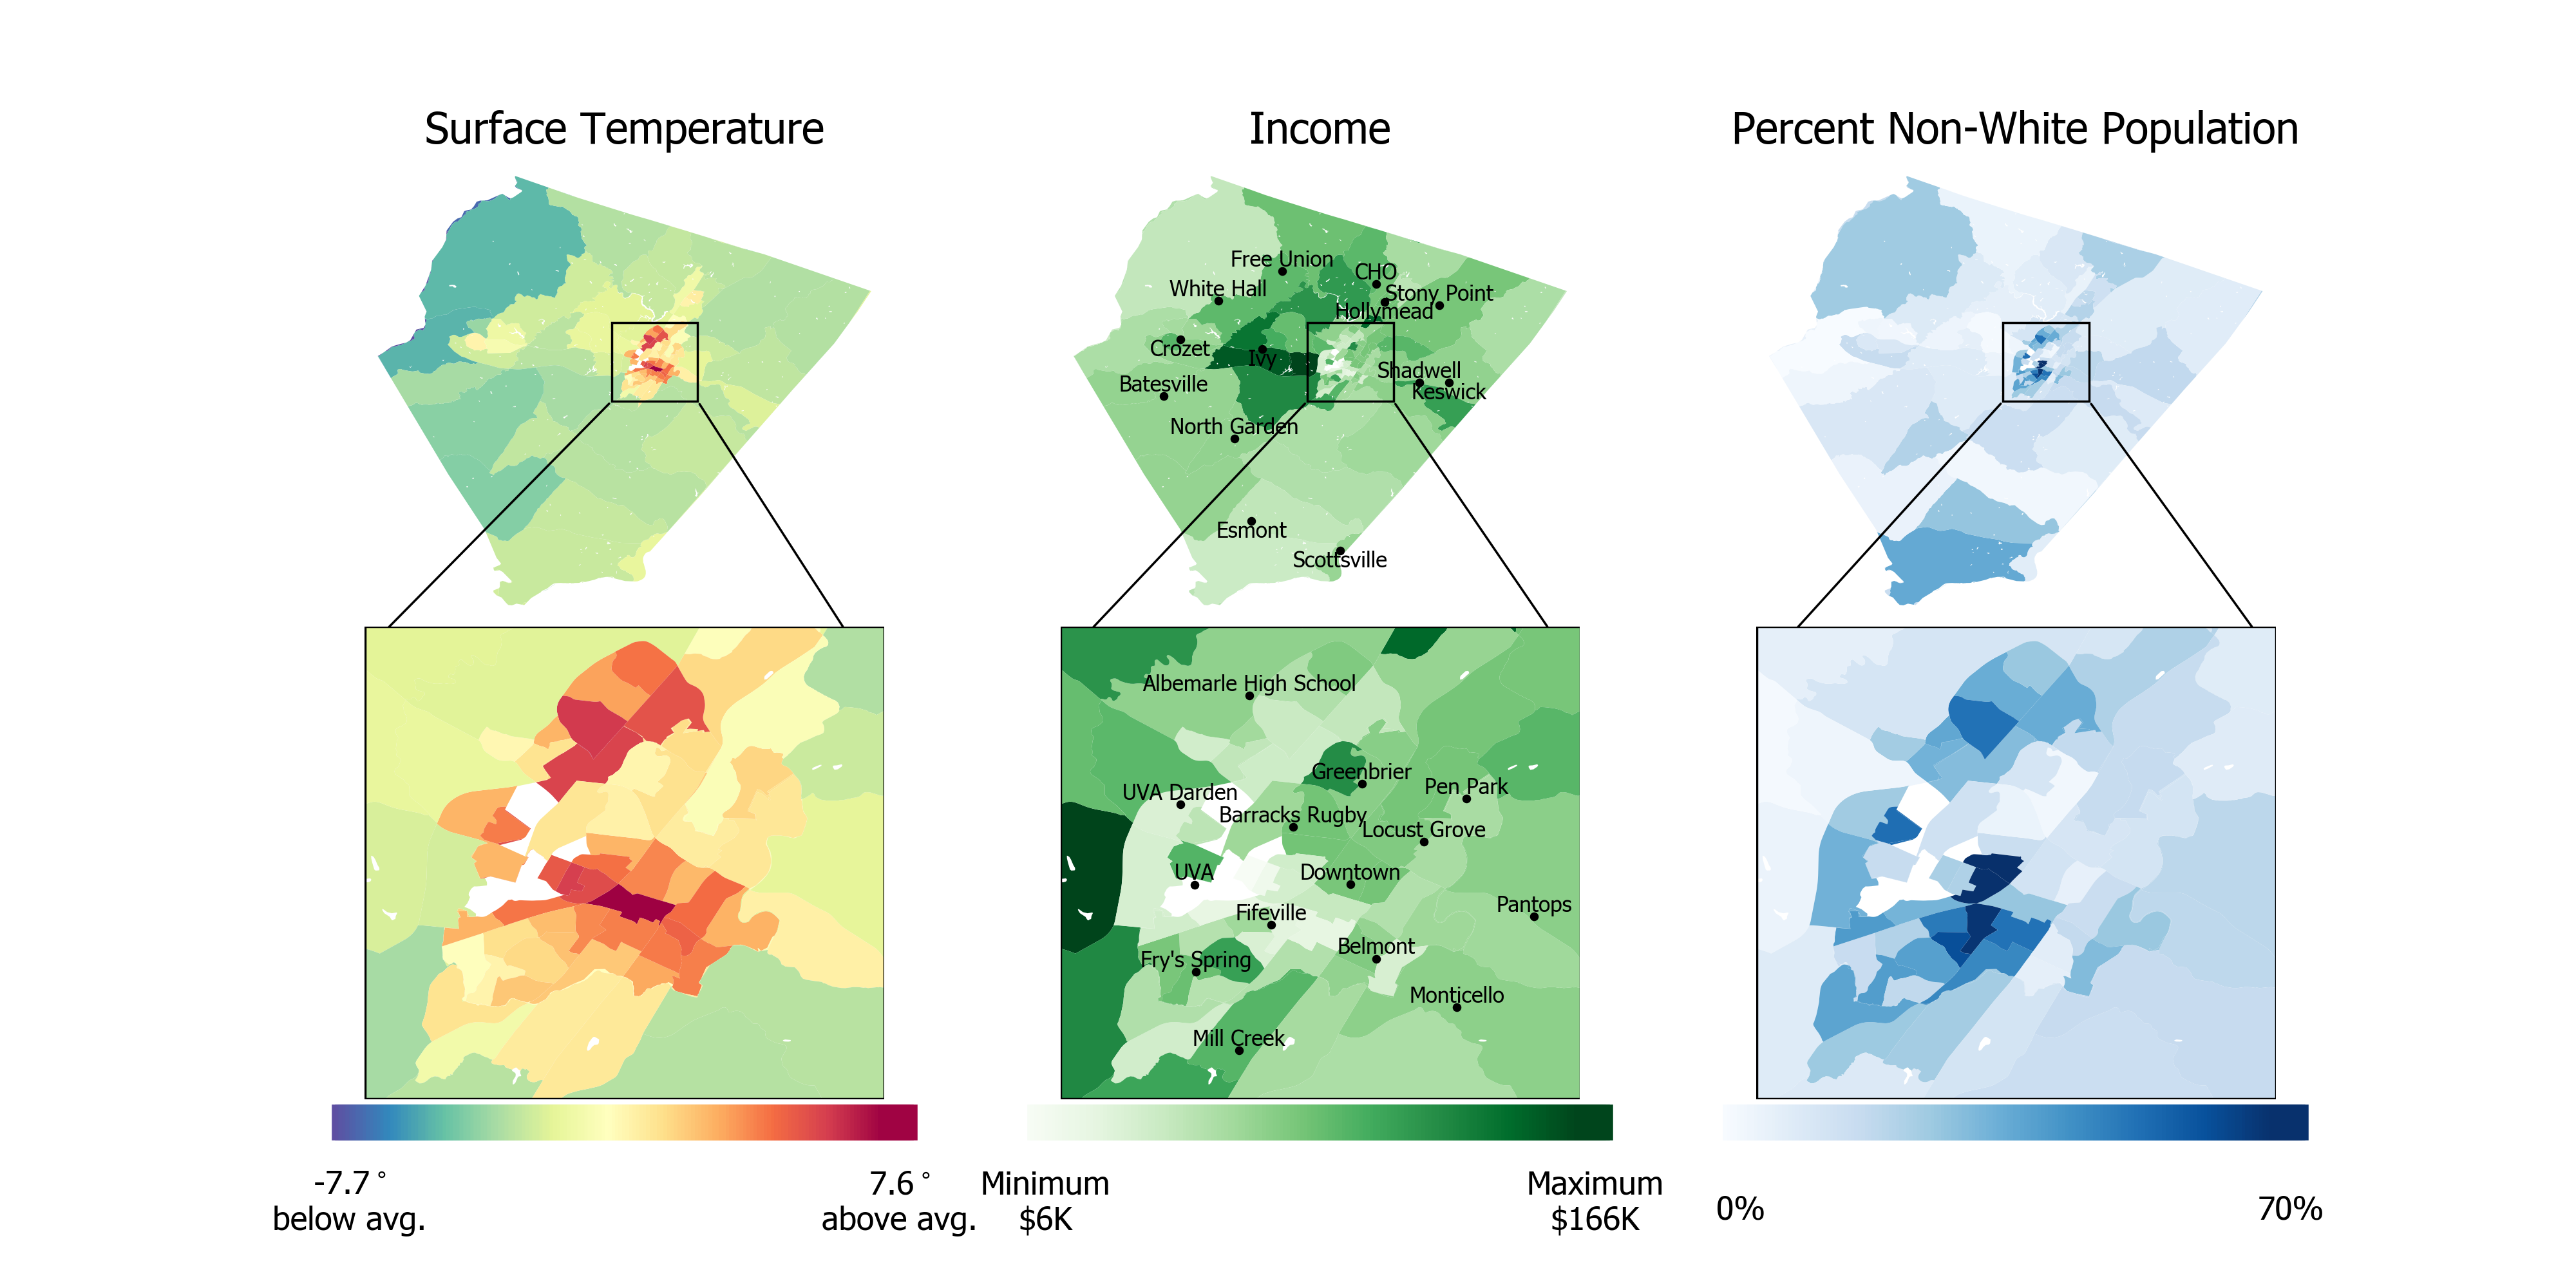 Surface Temperature
Income
Percent Non-White Population
Free Union
CHO
White Hall
Stony Point
Hollymead
Crozet
Ivy
Shadwell
Batesville
Keswick
North Garden
Esmont
Scottsville
Albemarle High School
Greenbrier
Pen Park
UVA Darden
Barracks Rugby
Locust Grove
UVA
Downtown
Pantops
Fifeville
Belmont
Fry's Spring
Monticello
Mill Creek
-7.7°
below avg.
7.6°
above avg.
Minimum
$6K
Maximum
$166K
0%
70%